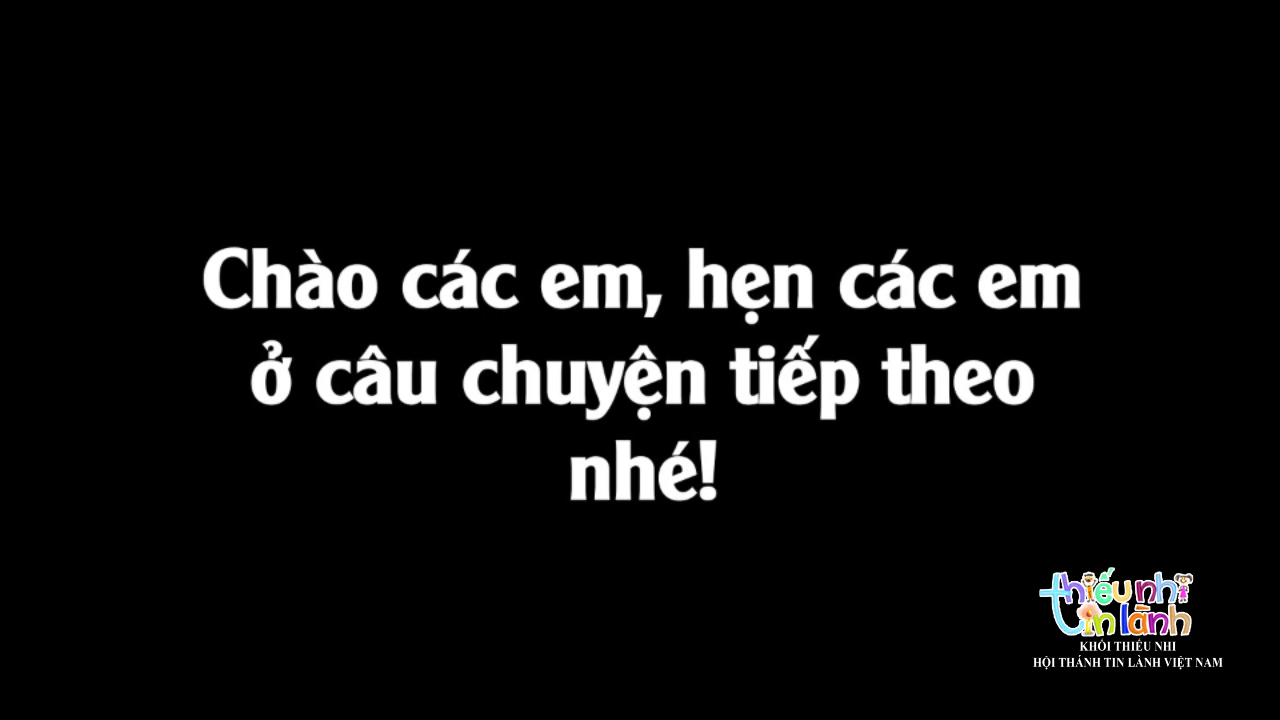 Chào các em, hẹn các em
ở câu chuyện tiếp theo
nhé!
thiếu nhi
tin lành
KHỐI THIẾU NHI
HỘI THÁNH TIN LÀNH VIỆT NAM